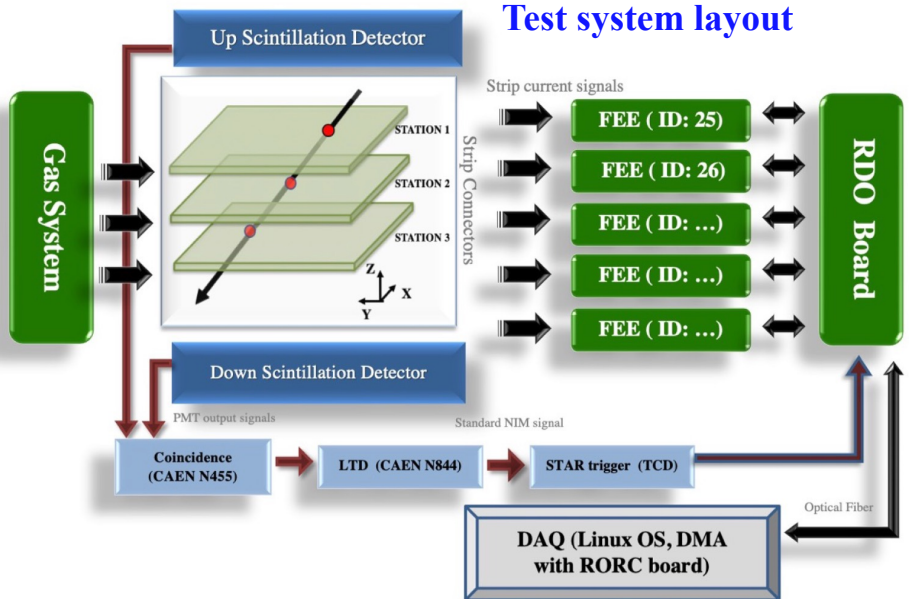 Test system layout
Up Scintillation Detector
Strip current signals
Gas System
STATION 1
STATION 2
STATION 3
Z
X
Y
Strip Connectors
FEE ( ID: 25)
FEE ( ID: 26)
FEE ( ID: …)
FEE ( ID: …)
FEE ( ID: …)
RDO Board
Down Scintillation Detector
PMT output signals
Standard NIM signal
Coincidence
(CAEN N455)
LTD (CAEN N844)
STAR trigger (TCD)
Optical Fiber
DAQ (Linux OS, DMA
with RORC board)